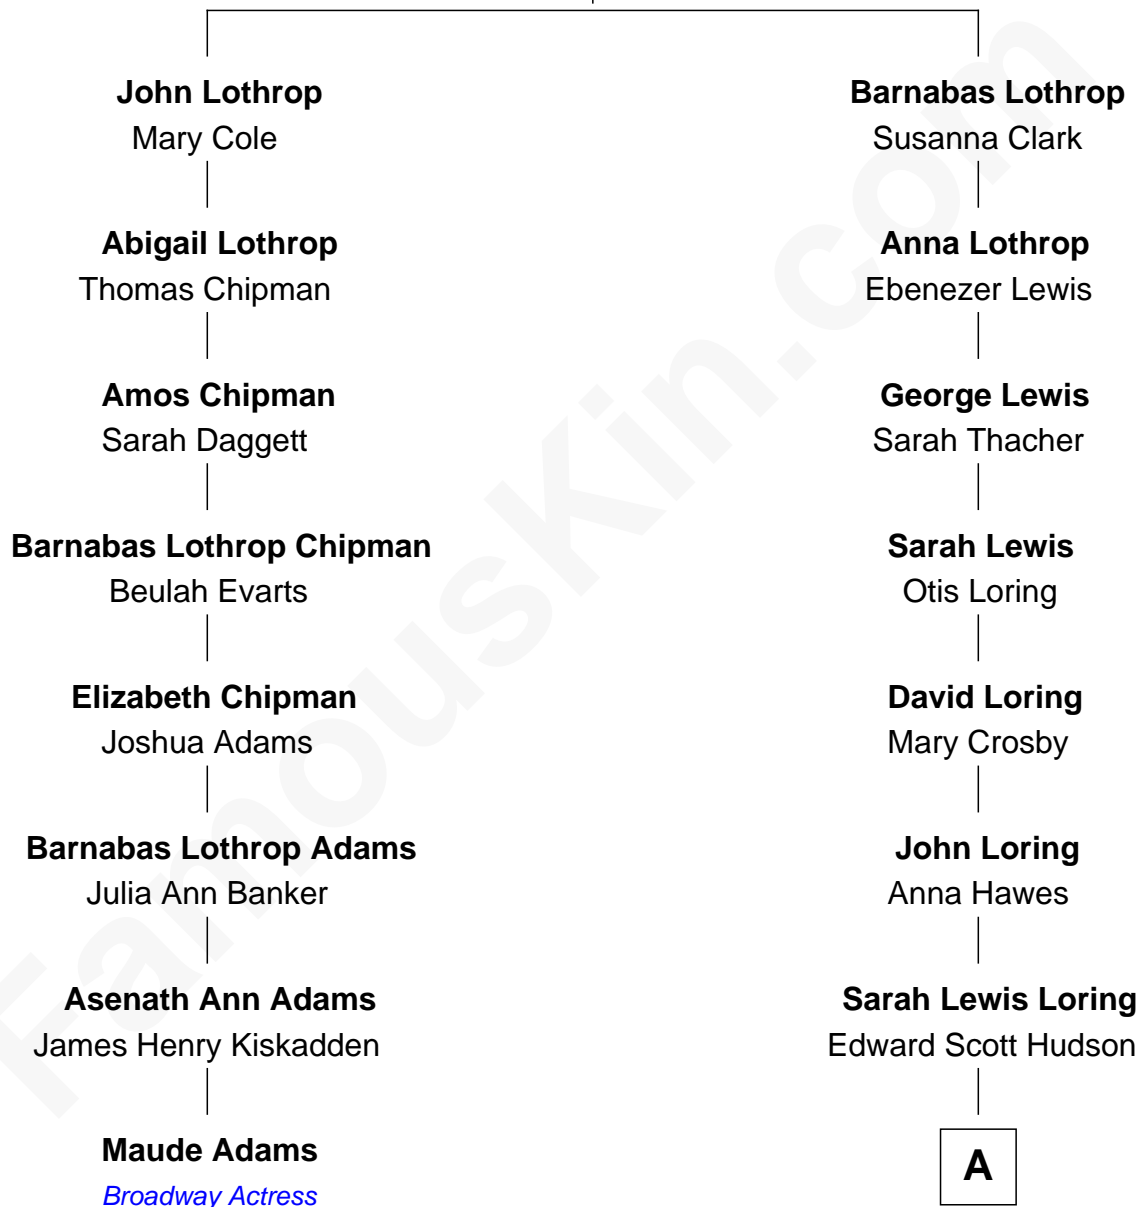 John Lothrop
Mary Cole
Abigail Lothrop
Thomas Chipman
Amos Chipman
Sarah Daggett
Barnabas Lothrop Chipman
Beulah Evarts
Elizabeth Chipman
Joshua Adams
Barnabas Lothrop Adams
Julia Ann Banker
Asenath Ann Adams
James Henry Kiskadden
Maude Adams
Broadway Actress
Barnabas Lothrop
Susanna Clark
Anna Lothrop
Ebenezer Lewis
George Lewis
Sarah Thacher
Sarah Lewis
Otis Loring
David Loring
Mary Crosby
John Loring
Anna Hawes
Sarah Lewis Loring
Edward Scott Hudson
A
FamousKin.com